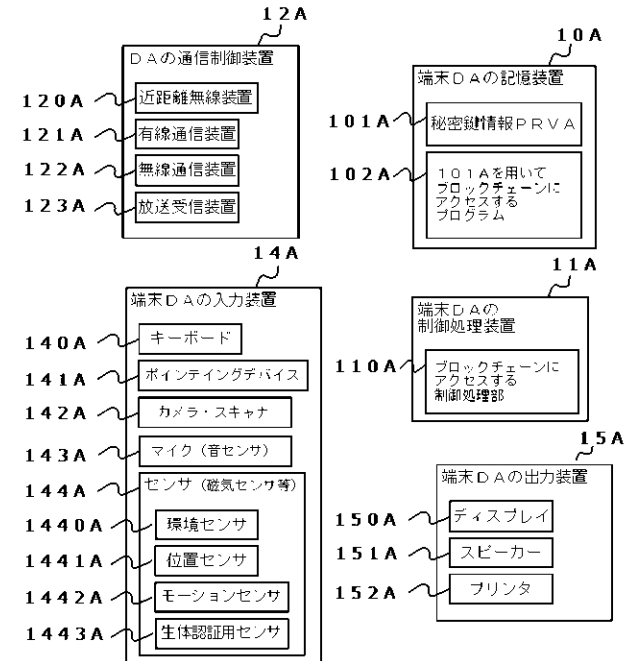 12A
DAの通信制御装置
120A
近距離無線装置
121A
有線通信装置
122A
無線通信装置
123A
放送受信装置
10A
端末DAの記憶装置
101A
秘密鍵情報PRVA
102A
101Aを用いて
ブロックチェーンに
アクセスする
プログラム
14A
端末DAの入力装置
140A
キーボード
141A
ポインテイングデバイス
142A
カメラ・スキャナ
143A
マイク（音センサ）
144A
センサ（磁気センサ等）
1440A
環境センサ
1441A
位置センサ
1442A
モーションセンサ
1443A
生体認証用センサ
11A
端末DAの
制御処理装置
110A
ブロックチェーンに
アクセスする
制御処理部
15A
端末DAの出力装置
150A
ディスプレイ
151A
スピーカー
152A
プリンタ